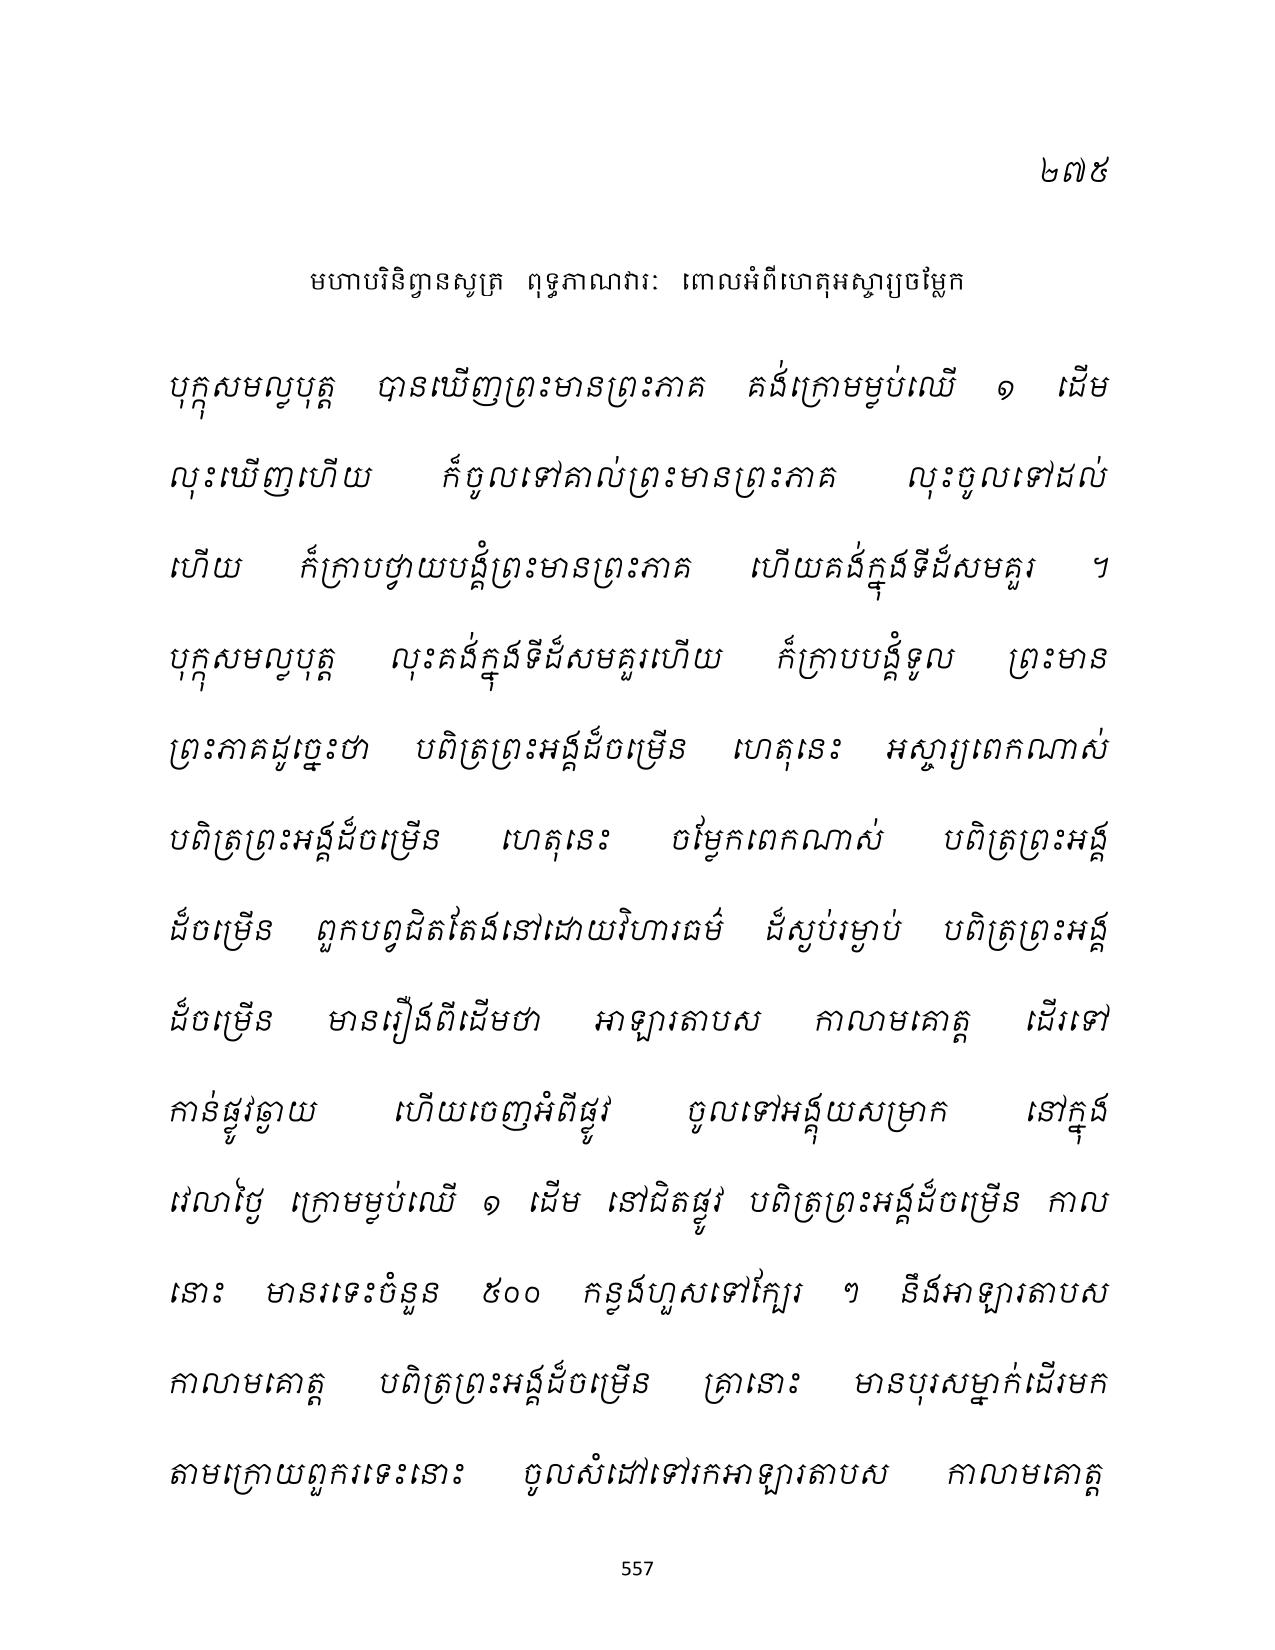 ២៧៥
មហាបរិនិព្វានសូត្រ ពុទ្ធភាណវារៈ ពោលអំពីហេតុអស្ចារ្យចម្លែក
បុក្កុសមល្លបុត្ត បានឃើញព្រះមានព្រះភាគ គង់ក្រោមម្លប់ឈើ ១ ដើម
លុះឃើញហើយ ក៏ចូលទៅគាល់ព្រះមានព្រះភាគ លុះចូលទៅដល់
ហើយ ក៏ក្រាបថ្វាយបង្គំព្រះមានព្រះភាគ ហើយគង់ក្នុងទីដ៏សមគួរ ។
បុក្កុសមល្លបុត្ត លុះគង់ក្នុងទីដ៏សមគួរហើយ ក៏ក្រាបបង្គំទូល ព្រះមាន
ព្រះភាគដូច្នេះថា បពិត្រព្រះអង្គដ៏ចម្រើន ហេតុនេះ អស្ចារ្យពេកណាស់
បពិត្រព្រះអង្គដ៏ចម្រើន ហេតុនេះ ចម្លែកពេកណាស់ បពិត្រព្រះអង្គ
ដ៏ចម្រើន ពួកបព្វជិតតែងនៅដោយវិហារធម៌ ដ៏ស្ងប់រម្ងាប់ បពិត្រព្រះអង្គ
ដ៏ចម្រើន មានរឿងពីដើមថា អាឡារតាបស កាលាមគោត្ត ដើរទៅ
កាន់ផ្លូវឆ្ងាយ ហើយចេញអំពីផ្លូវ ចូលទៅអង្គុយសម្រាក នៅក្នុង
វេលាថ្ងៃ ក្រោមម្លប់ឈើ ១ ដើម នៅជិតផ្លូវ បពិត្រព្រះអង្គដ៏ចម្រើន កាល
នោះ មានរទេះចំនួន ៥០០ កន្លងហួសទៅក្បែរ ៗ នឹងអាឡារតាបស
កាលាមគោត្ត បពិត្រព្រះអង្គដ៏ចម្រើន គ្រានោះ មានបុរសម្នាក់ដើរមក
តាមក្រោយពួករទេះនោះ ចូលសំដៅទៅរកអាឡារតាបស កាលាមគោត្ត
557